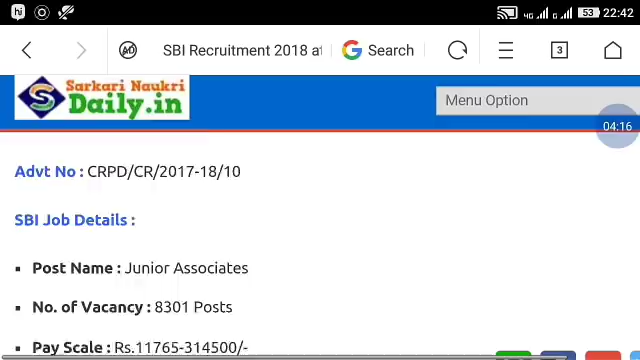 hi
4G
G
53
22:42
AD
SBI Recruitment 2018 at
G Search
3
S
Sarkari Naukri
Daily.in
Menu Option
04:16
Advt No : CRPD/CR/2017-18/10
SBI Job Details :
▪ Post Name : Junior Associates
▪ No. of Vacancy : 8301 Posts
▪ Pay Scale : Rs.11765-314500/-